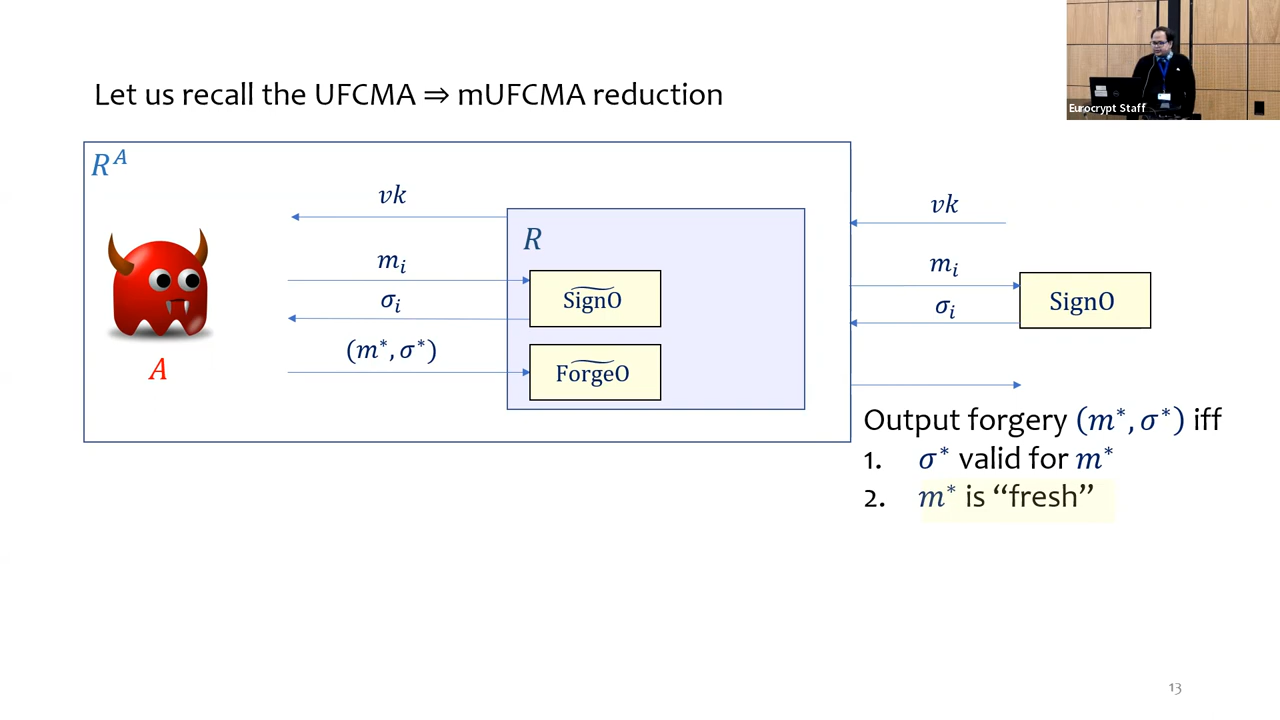 Eurocrypt Staff
Let us recall the UFCMA ⇒ mUFCMA reduction
R^A
vk
vk
R
m_i
m_i
SignO
σ_i
SignO
σ_i
(m*, σ*)
ForgeO
A
Output forgery (m*, σ*) iff
1. σ* valid for m*
2. m* is “fresh”
13